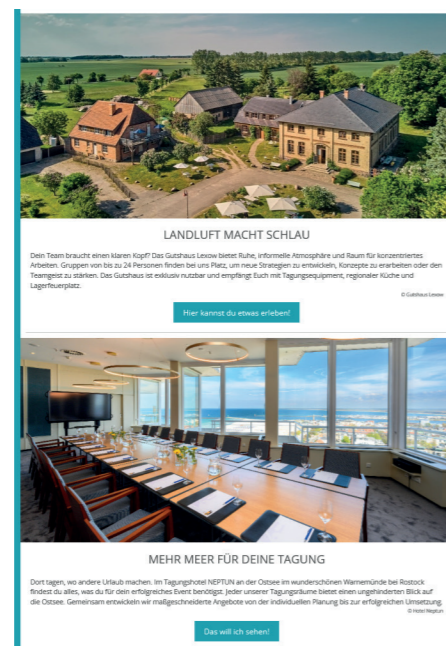 LANDLUFT MACHT SCHLAU
Dein Team braucht einen klaren Kopf? Das Gutshaus Lexow bietet Ruhe, informelle Atmosphäre und Raum für konzentriertes
Arbeiten. Gruppen von bis zu 24 Personen finden bei uns Platz, um neue Strategien zu entwickeln, Konzepte zu erarbeiten oder den
Teamgeist zu stärken. Das Gutshaus ist exklusiv nutzbar und empfängt Euch mit Tagungsequipment, regionaler Küche und
Lagerfeuerplatz.
© Gutshaus Lexow
Hier kannst du etwas erleben!
MEHR MEER FÜR DEINE TAGUNG
Dort tagen, wo andere Urlaub machen. Im Tagungshotel NEPTUN an der Ostsee im wunderschönen Warnemünde bei Rostock
findest du alles, was du für dein erfolgreiches Event benötigst. Jeder unserer Tagungsräume bietet einen ungehinderten Blick auf
die Ostsee. Gemeinsam entwickeln wir maßgeschneiderte Angebote von der individuellen Planung bis zur erfolgreichen Umsetzung.
© Hotel Neptun
Das will ich sehen!